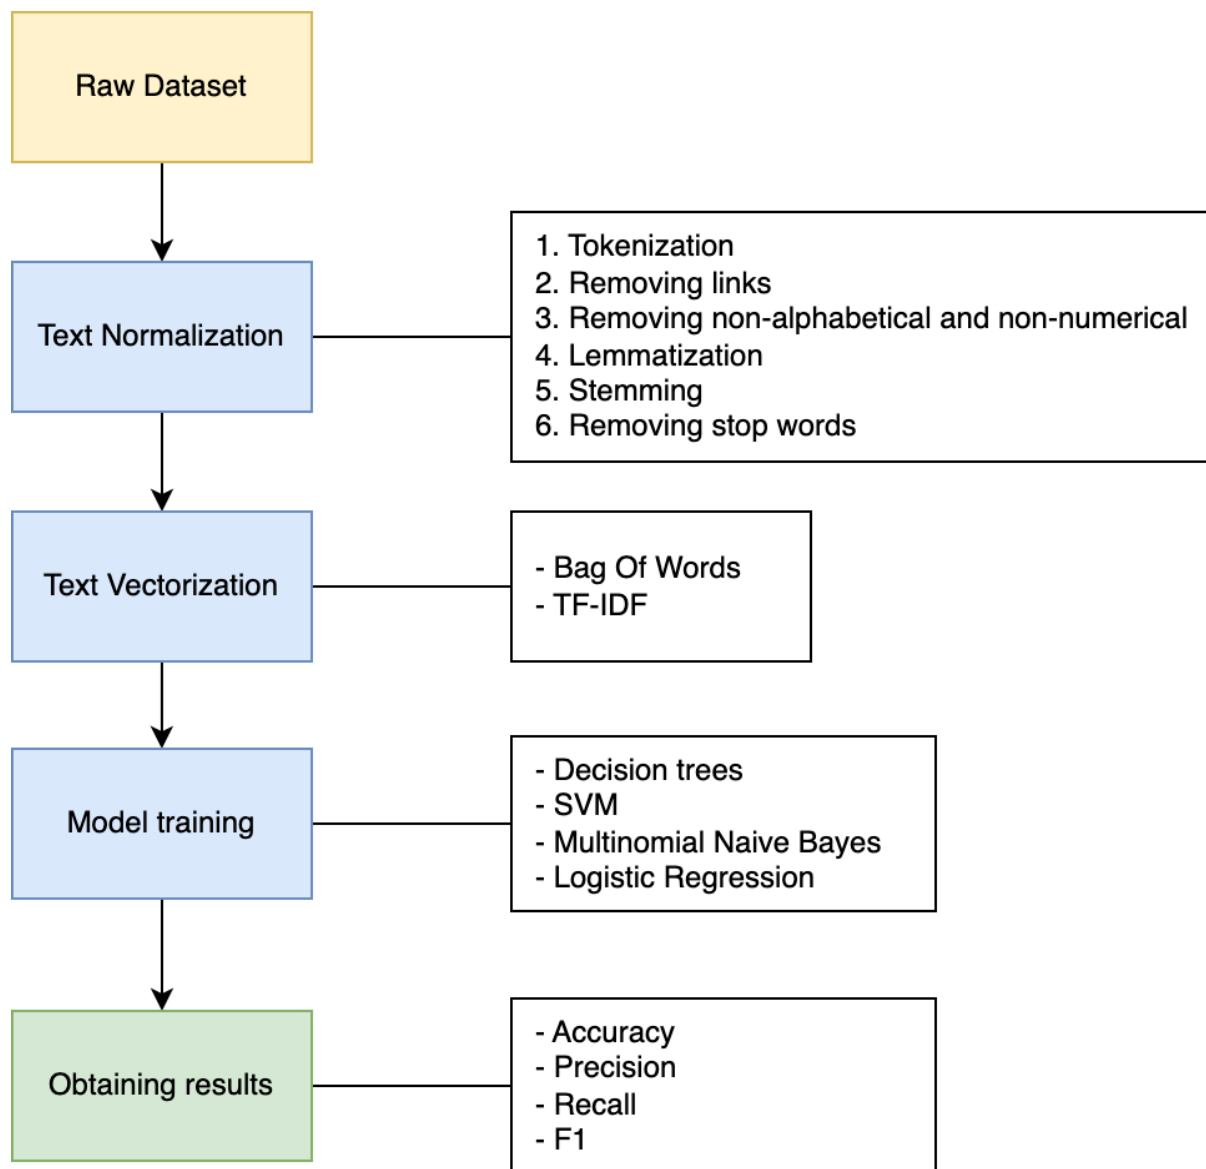 Raw Dataset
Text Normalization
1. Tokenization
2. Removing links
3. Removing non-alphabetical and non-numerical
4. Lemmatization
5. Stemming
6. Removing stop words
Text Vectorization
- Bag Of Words
- TF-IDF
Model training
- Decision trees
- SVM
- Multinomial Naive Bayes
- Logistic Regression
Obtaining results
- Accuracy
- Precision
- Recall
- F1